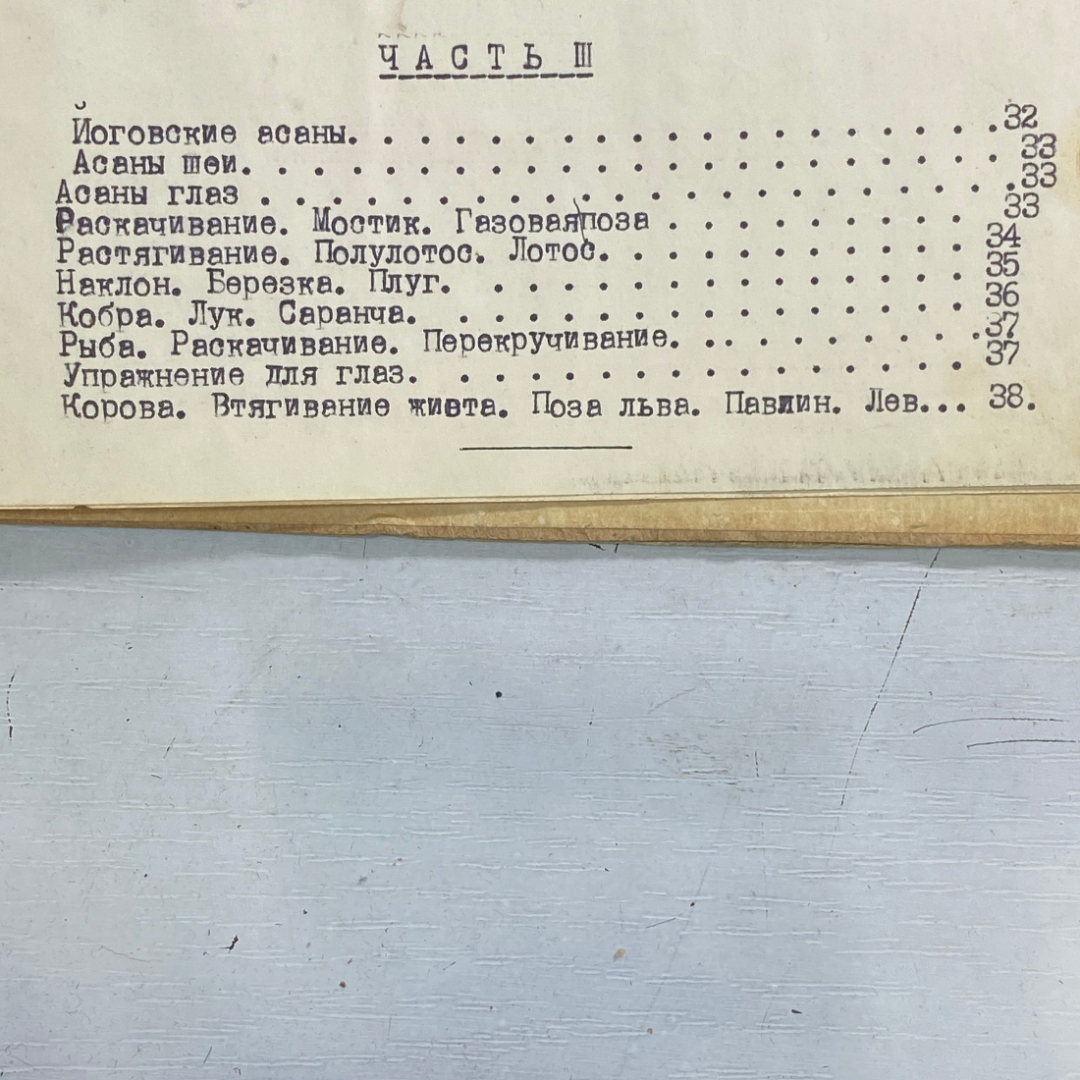 ЧАСТЬ III
Йоговские асаны. . . . . . . . . . . . . . . . . . . 32
Асаны шеи. . . . . . . . . . . . . . . . . . . . . . 33
Асаны глаз . . . . . . . . . . . . . . . . . . . . . .33
Раскачивание. Мостик. Газовая поза . . . . . . . . . 33
Растягивание. Полулотос. Лотос. . . . . . . . . . . 34
Наклон. Березка. Плуг. . . . . . . . . . . . . . . 35
Кобра. Лук. Саранча. . . . . . . . . . . . . . . . 36
Рыба. Раскачивание. Перекручивание. . . . . . . . . .37
Упражнение для глаз. . . . . . . . . . . . . . . . 37
Корова. Втягивание живота. Поза льва. Павлин. Лев... 38.